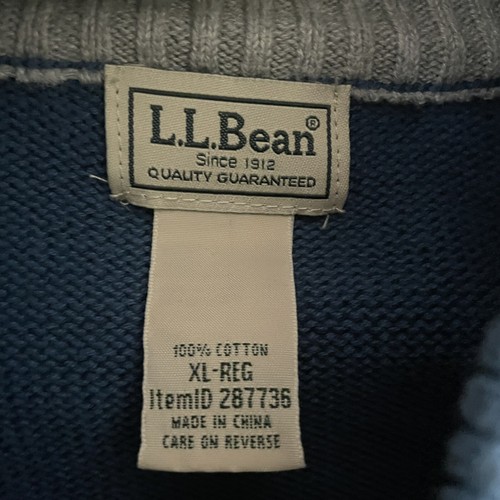 L.L.Bean®
Since 1912
QUALITY GUARANTEED
100% COTTON
XL-REG
ItemID 287736
MADE IN CHINA
CARE ON REVERSE